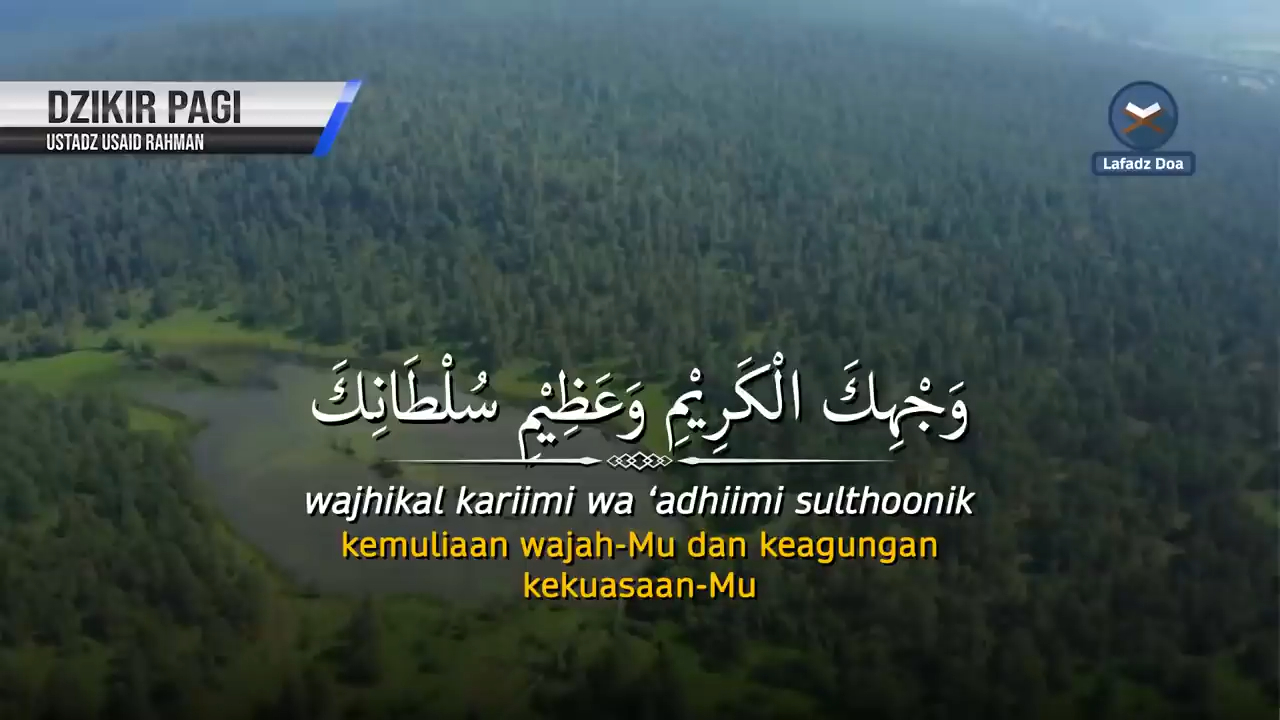 DZIKIR PAGI
USTADZ USAID RAHMAN
Lafadz Doa
وَجْهِكَ الْكَرِيْمِ وَعَظِيْمِ سُلْطَانِكَ
wajhikal kariimi wa ‘adhiimi sulthoonik
kemuliaan wajah-Mu dan keagungan
kekuasaan-Mu